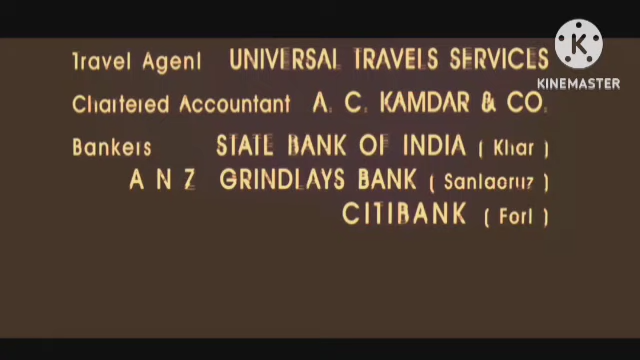 Travel Agent UNIVERSAL TRAVELS SERVICES
Chartered Accountant A. C. KAMDAR & CO.
Bankers STATE BANK OF INDIA ( Khar )
A N Z GRINDLAYS BANK ( Santacruz )
CITIBANK ( Fort )
K
KINEMASTER